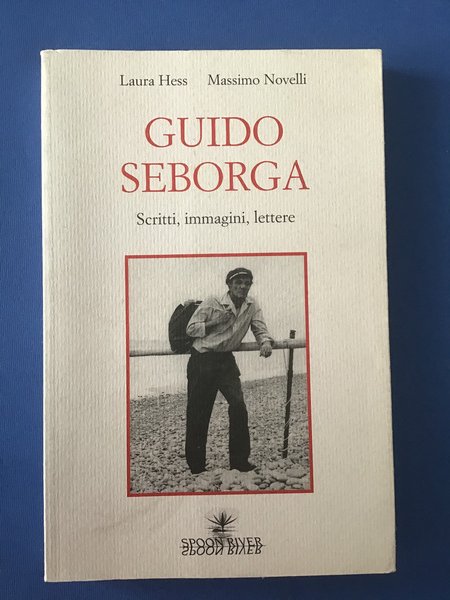 Laura Hess Massimo Novelli
GUIDO
SEBORGA
Scritti, immagini, lettere
SPOON RIVER